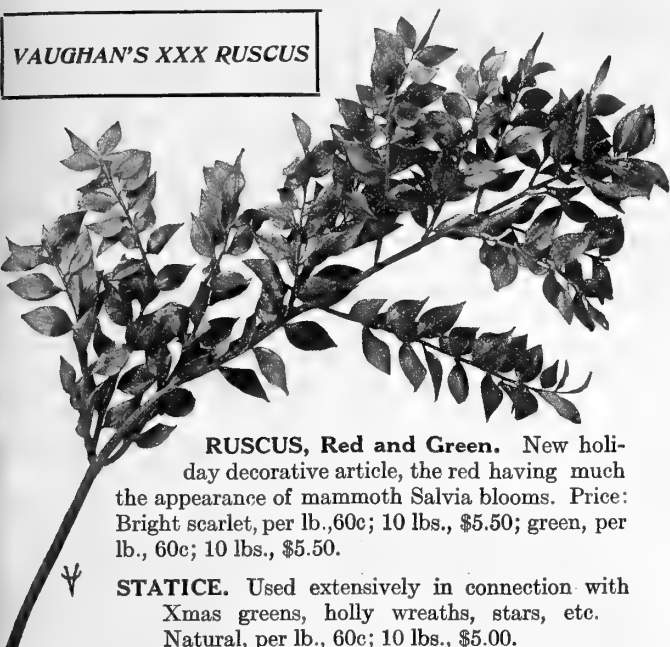 VAUGHAN'S XXX RUSCUS
RUSCUS, Red and Green. New holi-
day decorative article, the red having much
the appearance of mammoth Salvia blooms. Price:
Bright scarlet, per lb.,60c; 10 lbs., $5.50; green, per
lb., 60c; 10 lbs., $5.50.
STATICE. Used extensively in connection with
Xmas greens, holly wreaths, stars, etc.
Natural, per lb., 60c; 10 lbs., $5.00.